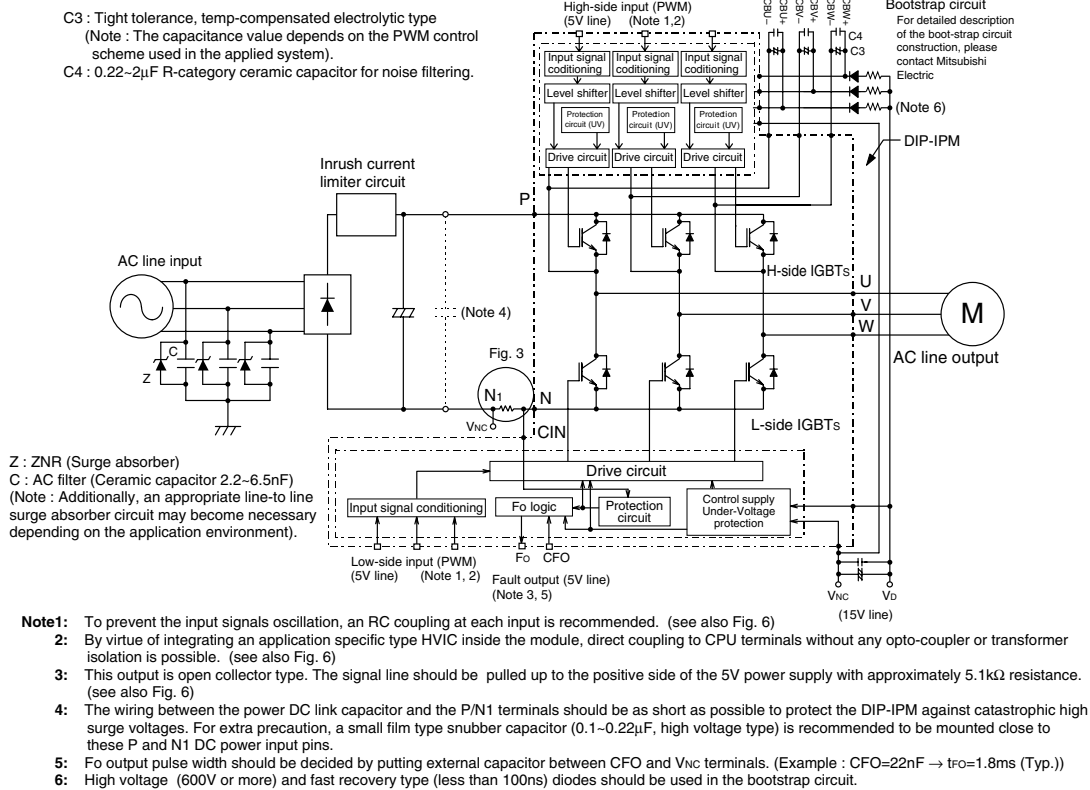 C3 : Tight tolerance, temp-compensated electrolytic type
(Note : The capacitance value depends on the PWM control
scheme used in the applied system).
C4 : 0.22~2μF R-category ceramic capacitor for noise filtering.
High-side input (PWM)
(5V line) (Note 1,2)
CBU–
CBU+
CBV–
CBV+
CBW–
CBW+
C4
C3
Bootstrap circuit
For detailed description
of the boot-strap circuit
construction, please
contact Mitsubishi
Electric
(Note 6)
DIP-IPM
Input signal
coditioning
Input signal
conditioning
Input signal
conditioning
Level shifter
Level shifter
Level shifter
Protection
circuit (UV)
Protection
circuit (UV)
Protection
circuit (UV)
Drive circuit
Drive circuit
Drive circuit
Inrush current
limiter circuit
P
AC line input
H-side IGBTs
U
V
W
M
AC line output
(Note 4)
C
Z
Fig. 3
N1
N
VNC
CIN
L-side IGBTs
Z : ZNR (Surge absorber)
C : AC filter (Ceramic capacitor 2.2~6.5nF)
(Note : Additionally, an appropriate line-to line
surge absorber circuit may become necessary
depending on the application environment).
Drive circuit
Input signal conditioning
Fo logic
Protection
circuit
Control supply
Under-Voltage
protection
Low-side input (PWM)
(5V line) (Note 1, 2)
FO CFO
Fault output (5V line)
(Note 3, 5)
VNC
VD
(15V line)
Note1: To prevent the input signals oscillation, an RC coupling at each input is recommended. (see also Fig. 6)
2: By virtue of integrating an application specific type HVIC inside the module, direct coupling to CPU terminals without any opto-coupler or transformer
isolation is possible. (see also Fig. 6)
3: This output is open collector type. The signal line should be pulled up to the positive side of the 5V power supply with approximately 5.1kΩ resistance.
(see also Fig. 6)
4: The wiring between the power DC link capacitor and the P/N1 terminals should be as short as possible to protect the DIP-IPM against catastrophic high
surge voltages. For extra precaution, a small film type snubber capacitor (0.1~0.22μF, high voltage type) is recommended to be mounted close to
these P and N1 DC power input pins.
5: Fo output pulse width should be decided by putting external capacitor between CFO and VNC terminals. (Example : CFO=22nF → tFO=1.8ms (Typ.))
6: High voltage (600V or more) and fast recovery type (less than 100ns) diodes should be used in the bootstrap circuit.